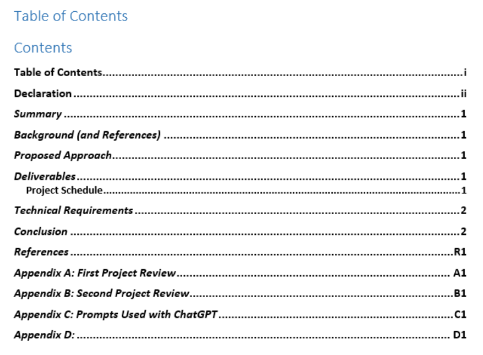 Table of Contents
Contents
Table of Contents....................i
Declaration....................ii
Summary....................1
Background (and References)....................1
Proposed Approach....................1
Deliverables....................1
Project Schedule....................1
Technical Requirements....................2
Conclusion....................2
References....................R1
Appendix A: First Project Review....................A1
Appendix B: Second Project Review....................B1
Appendix C: Prompts Used with ChatGPT....................C1
Appendix D:....................D1